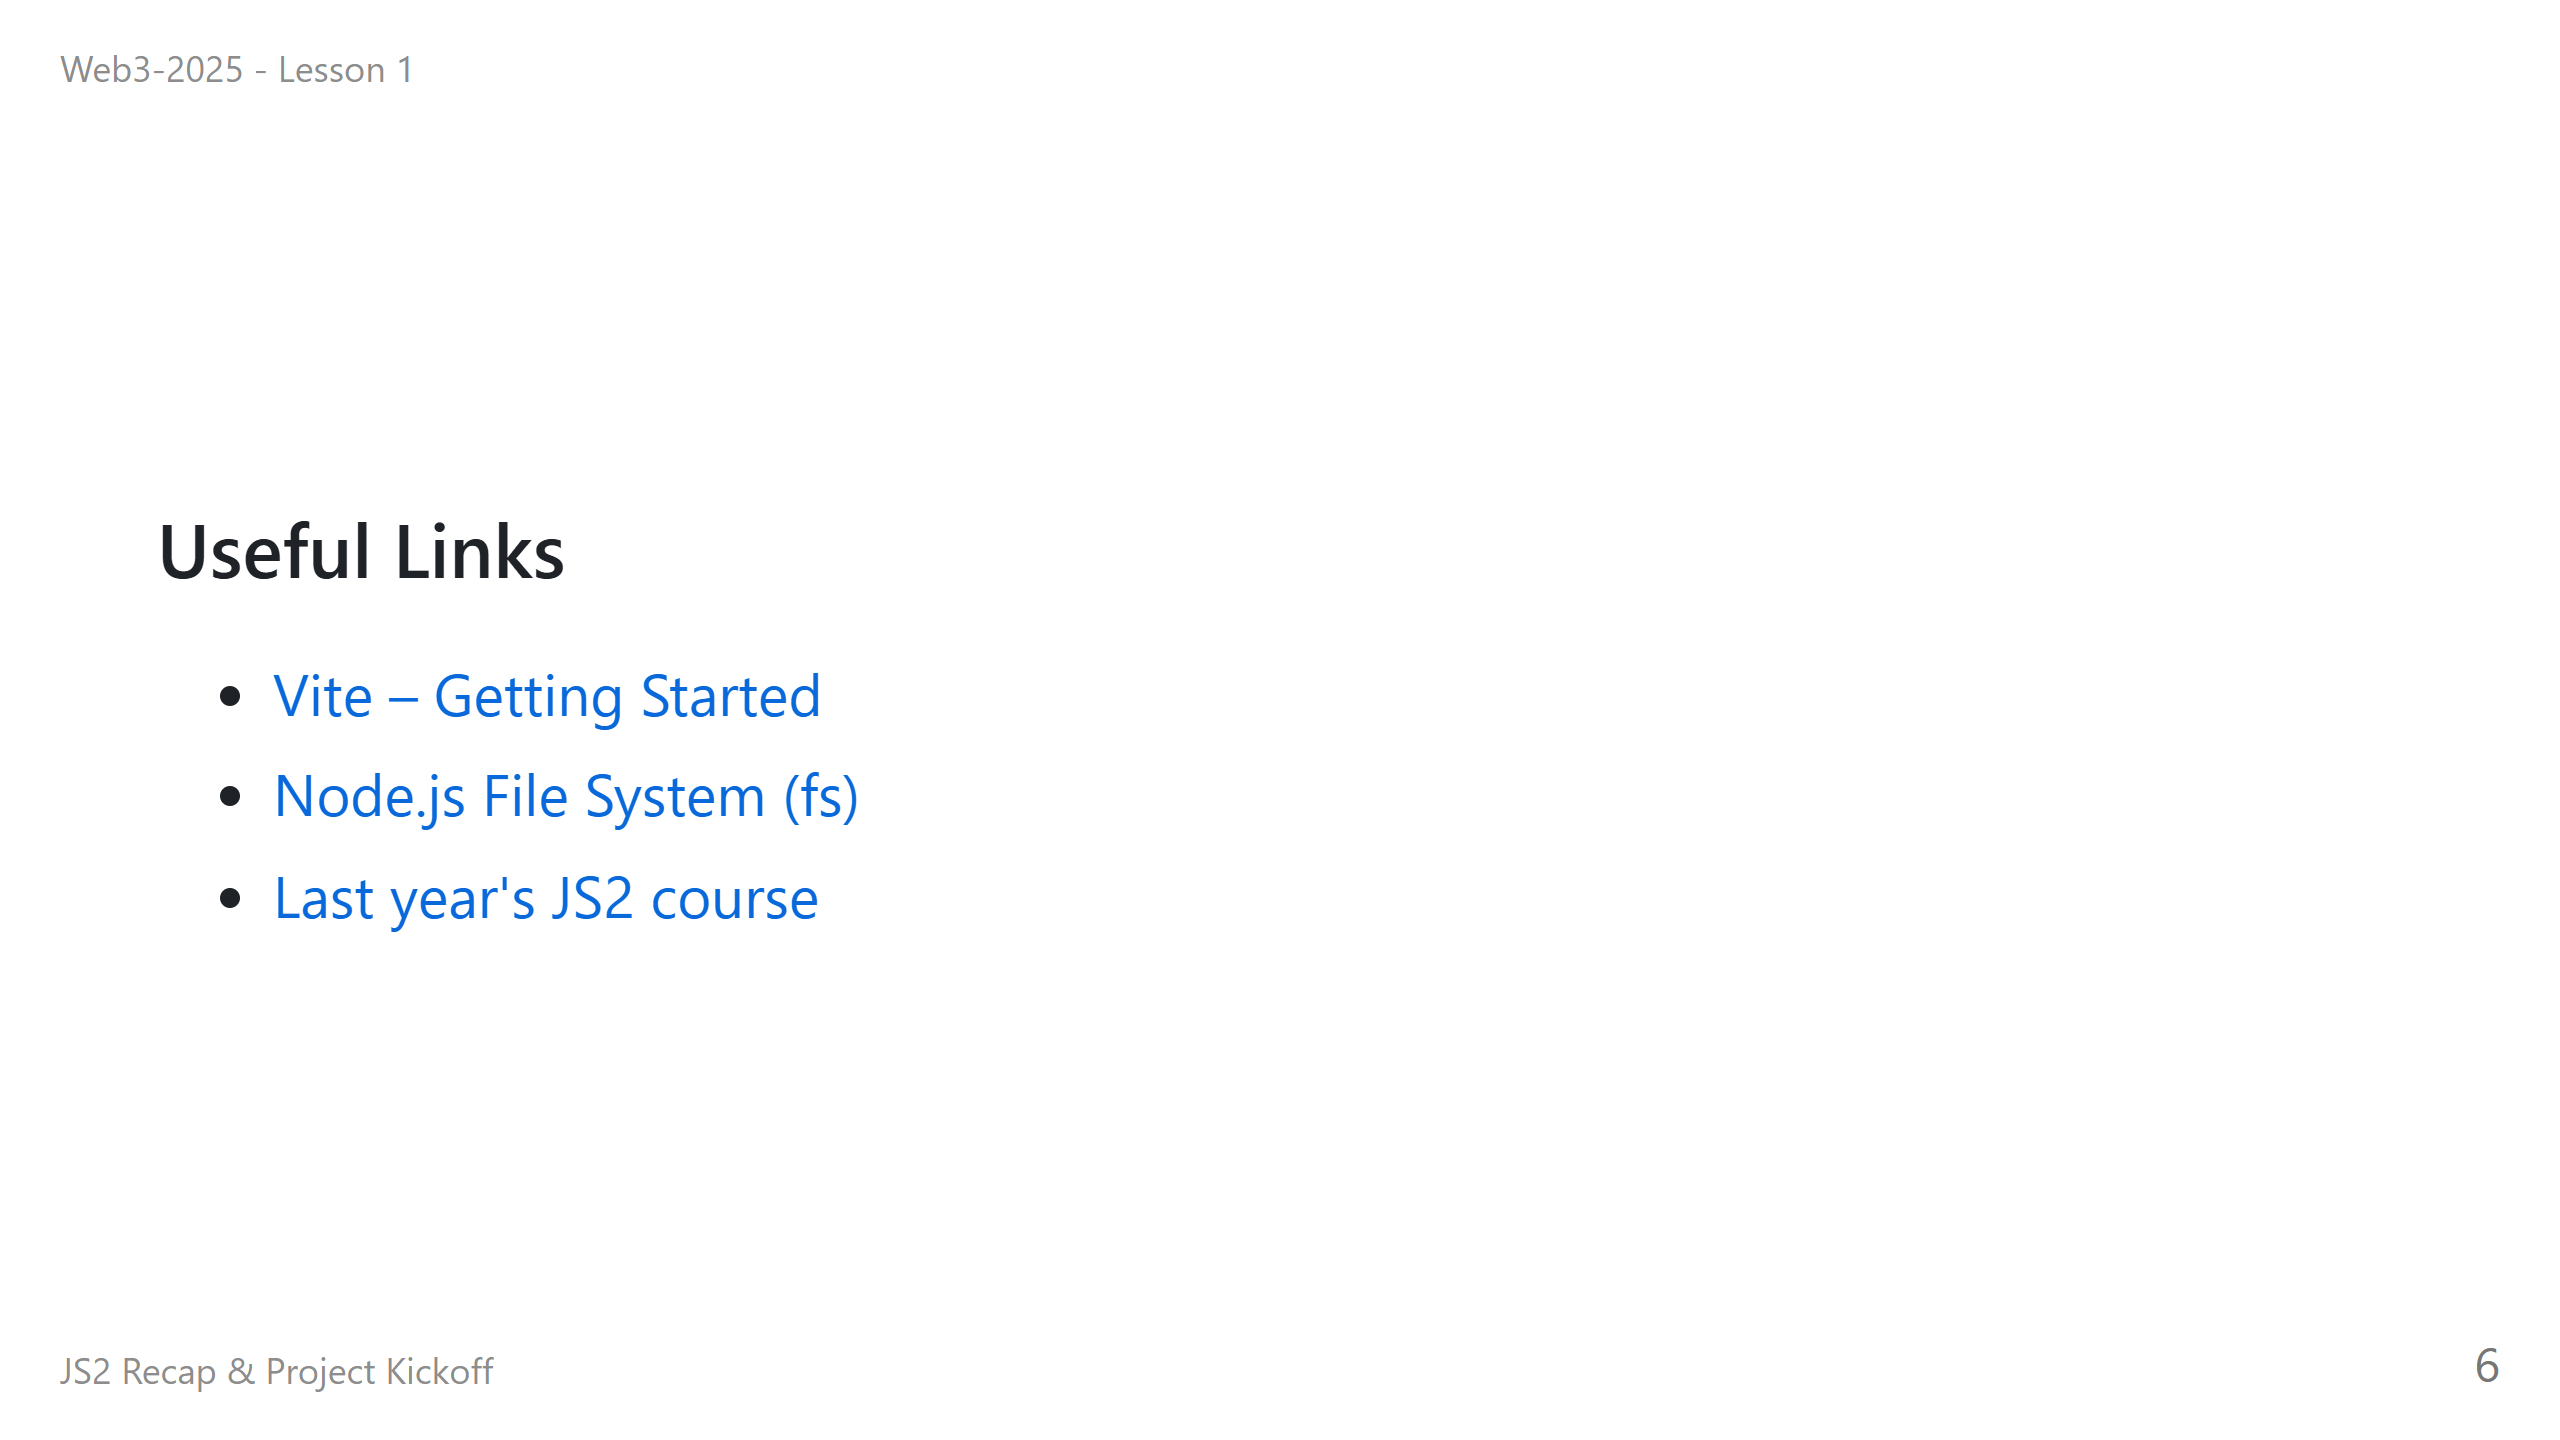 Web3-2025 - Lesson 1
Useful Links
Vite – Getting Started
Node.js File System (fs)
Last year's JS2 course
JS2 Recap & Project Kickoff
6